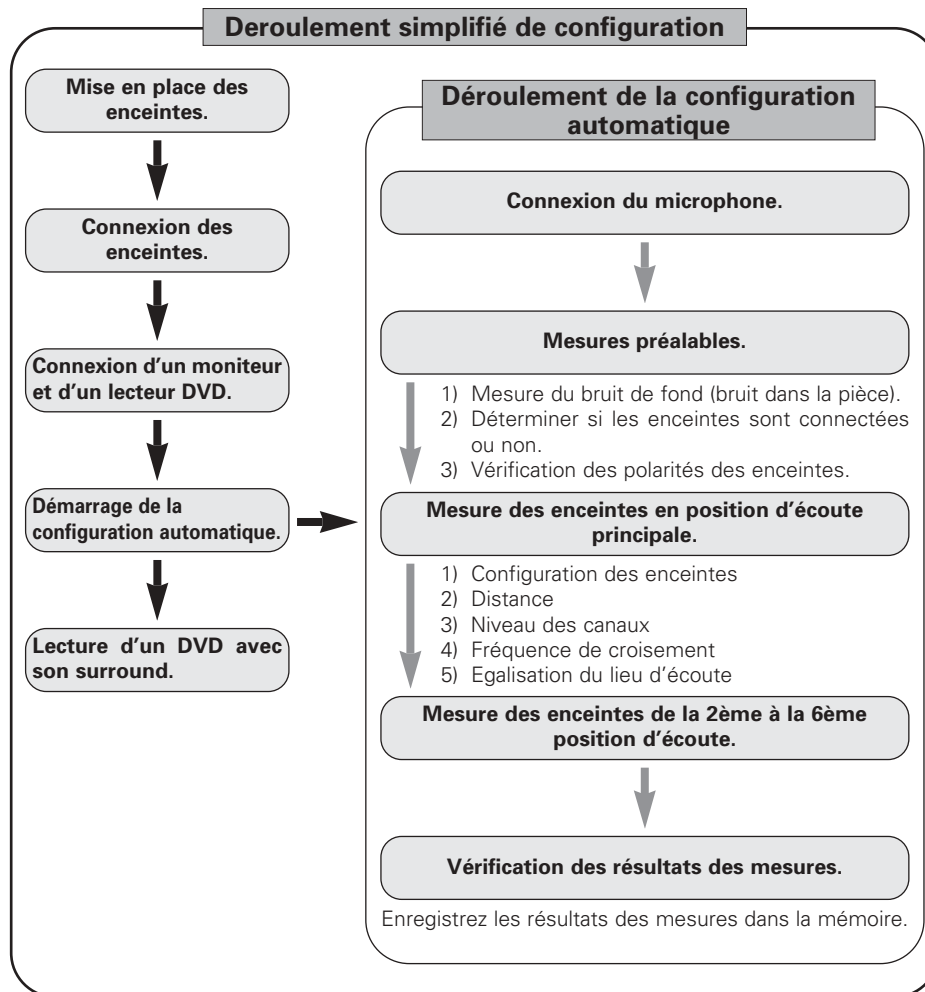 Deroulement simplifié de configuration
Mise en place des
enceintes.
Connexion des
enceintes.
Connexion d'un moniteur
et d'un lecteur DVD.
Démarrage de la
configuration automatique.
Lecture d'un DVD avec
son surround.
Déroulement de la configuration
automatique
Connexion du microphone.
Mesures préalables.
1) Mesure du bruit de fond (bruit dans la pièce).
2) Déterminer si les enceintes sont connectées
ou non.
3) Vérification des polarités des enceintes.
Mesure des enceintes en position d'écoute
principale.
1) Configuration des enceintes
2) Distance
3) Niveau des canaux
4) Fréquence de croisement
5) Egalisation du lieu d'écoute
Mesure des enceintes de la 2ème à la 6ème
position d'écoute.
Vérification des résultats des mesures.
Enregistrez les résultats des mesures dans la mémoire.